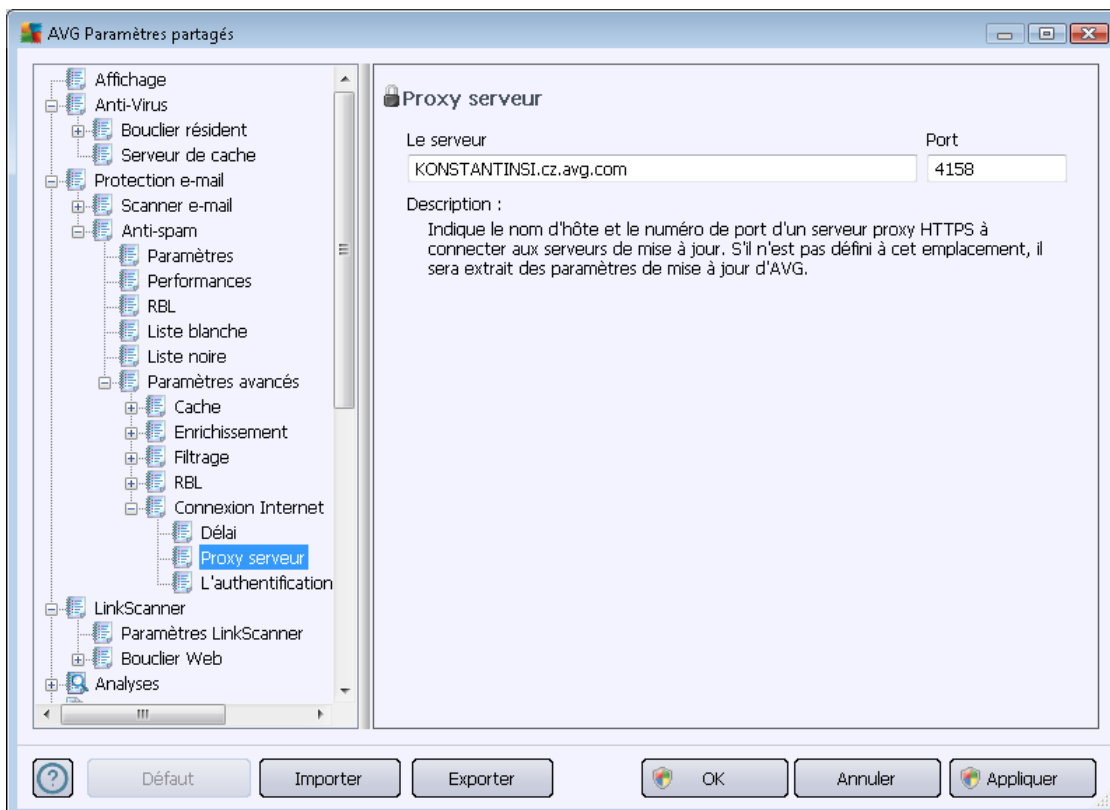 AVG Paramètres partagés
Affichage
Anti-Virus
Bouclier résident
Serveur de cache
Protection e-mail
Scanner e-mail
Anti-spam
Paramètres
Performances
RBL
Liste blanche
Liste noire
Paramètres avancés
Cache
Enrichissement
Filtrage
RBL
Connexion Internet
Délai
Proxy serveur
L'authentification
LinkScanner
Paramètres LinkScanner
Bouclier Web
Analyses
Proxy serveur
Le serveur Port
KONSTANTINSI.cz.avg.com 4158
Description :
Indique le nom d'hôte et le numéro de port d'un serveur proxy HTTPS à
connecter aux serveurs de mise à jour. S'il n'est pas défini à cet emplacement, il
sera extrait des paramètres de mise à jour d'AVG.
? Défaut Importer Exporter OK Annuler Appliquer